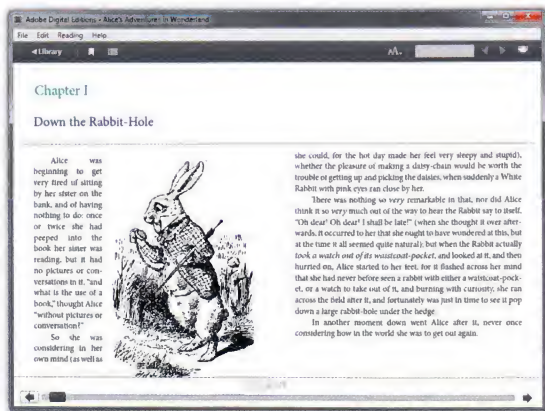 Adobe Digital Editions - Alice's Adventures in Wonderland
File Edit Reading Help
Library
Chapter I
Down the Rabbit-Hole
Alice was
beginning to get
very tired of sitting
by her sister on the
bank, and of having
nothing to do: once
or twice she had
peeped into the
book her sister was
reading, but it had
no pictures or con-
versations in it, "and
what is the use of a
book," thought Alice
"without pictures or
conversation?"
So she was
considering in her
own mind (as well as
she could, for the hot day made her feel very sleepy and stupid),
whether the pleasure of making a daisy-chain would be worth the
trouble of getting up and picking the daisies, when suddenly a White
Rabbit with pink eyes ran close by her.
There was nothing so very remarkable in that, nor did Alice
think it so very much out of the way to hear the Rabbit say to itself,
"Oh dear! Oh dear! I shall be late!" (when she thought it over after-
wards, it occurred to her that she ought to have wondered at this, but
at the time it all seemed quite natural); but when the Rabbit actually
took a watch out of its waistcoat-pocket, and looked at it, and then
hurried on, Alice started to her feet, for it flashed across her mind
that she had never before seen a rabbit with either a waistcoat-pock-
et, or a watch to take out of it, and burning with curiosity, she ran
across the field after it, and fortunately was just in time to see it pop
down a large rabbit-hole under the hedge.
In another moment down went Alice after it, never once
considering how in the world she was to get out again.